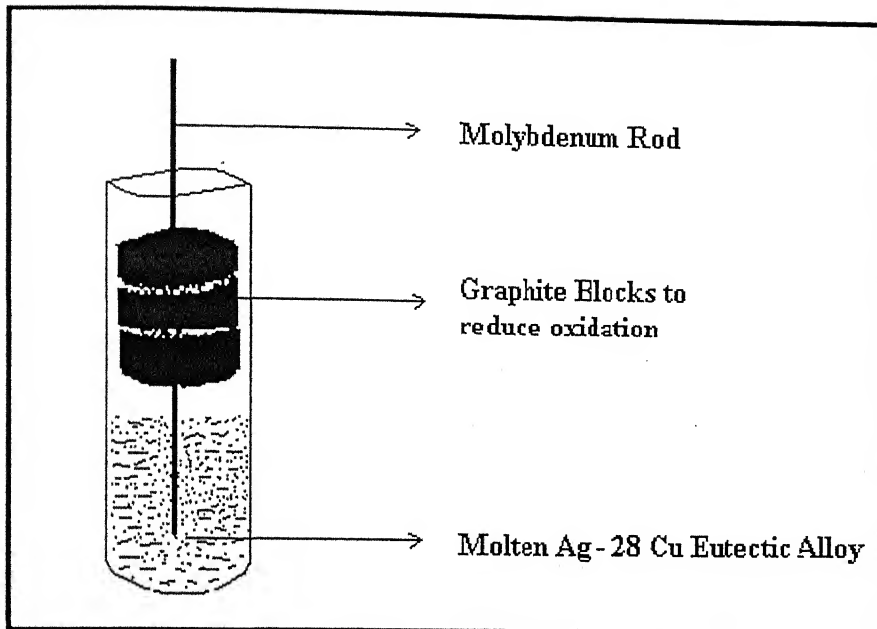 Molybdenum Rod
Graphite Blocks to
reduce oxidation
Molten Ag - 28 Cu Eutectic Alloy